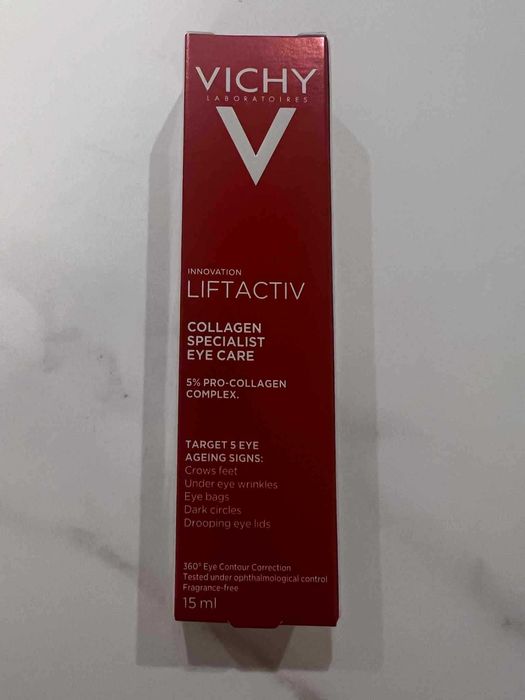 VICHY
LABORATOIRES
V
INNOVATION
LIFTACTIV
COLLAGEN
SPECIALIST
EYE CARE
5% PRO-COLLAGEN
COMPLEX.
TARGET 5 EYE
AGEING SIGNS:
Crows feet
Under eye wrinkles
Eye bags
Dark circles
Drooping eye lids
360° Eye Contour Correction
Tested under ophthalmological control
Fragrance-free
15 ml